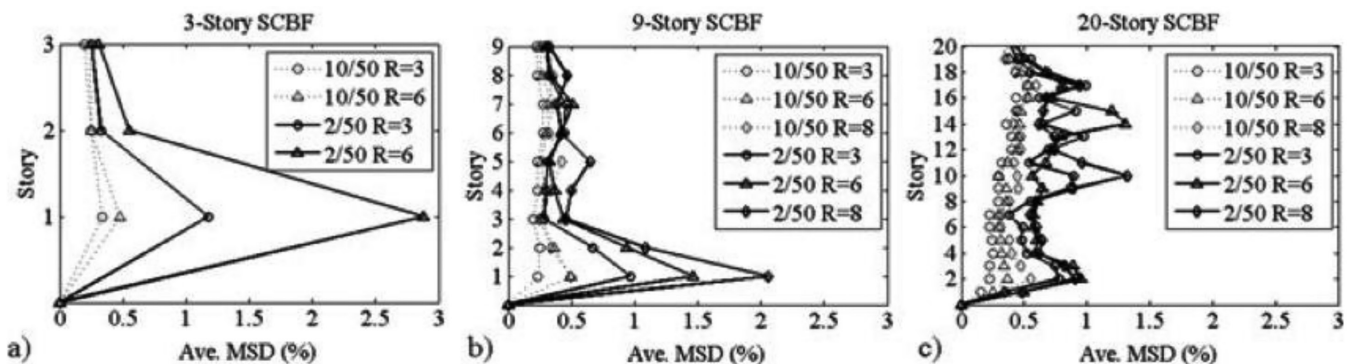 3-Story SCBF
3
2
1
Story
0 0.5 1 1.5 2 2.5 3
a) Ave. MSD (%)
10/50 R=3
10/50 R=6
2/50 R=3
2/50 R=6
9-Story SCBF
9
8
7
6
5
4
3
2
1
Story
0 0.5 1 1.5 2 2.5 3
b) Ave. MSD (%)
10/50 R=3
10/50 R=6
10/50 R=8
2/50 R=3
2/50 R=6
2/50 R=8
20-Story SCBF
20
18
16
14
12
10
8
6
4
2
Story
0 0.5 1 1.5 2 2.5 3
c) Ave. MSD (%)
10/50 R=3
10/50 R=6
10/50 R=8
2/50 R=3
2/50 R=6
2/50 R=8